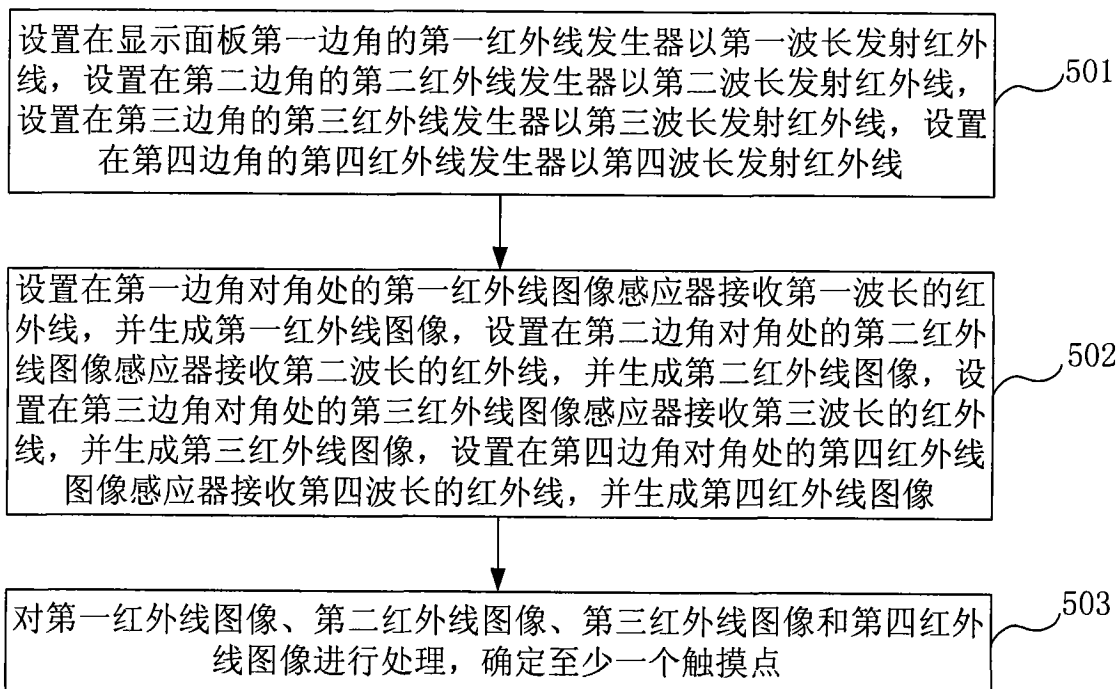 设置在显示面板第一边角的第一红外线发生器以第一波长发射红外
线，设置在第二边角的第二红外线发生器以第二波长发射红外线，
设置在第三边角的第三红外线发生器以第三波长发射红外线，设置
在第四边角的第四红外线发生器以第四波长发射红外线
501
设置在第一边角对角处的第一红外线图像感应器接收第一波长的红
外线，并生成第一红外线图像，设置在第二边角对角处的第二红外
线图像感应器接收第二波长的红外线，并生成第二红外线图像，设
置在第三边角对角处的第三红外线图像感应器接收第三波长的红外
线，并生成第三红外线图像，设置在第四边角对角处的第四红外线
图像感应器接收第四波长的红外线，并生成第四红外线图像
502
对第一红外线图像、第二红外线图像、第三红外线图像和第四红外
线图像进行处理，确定至少一个触摸点
503